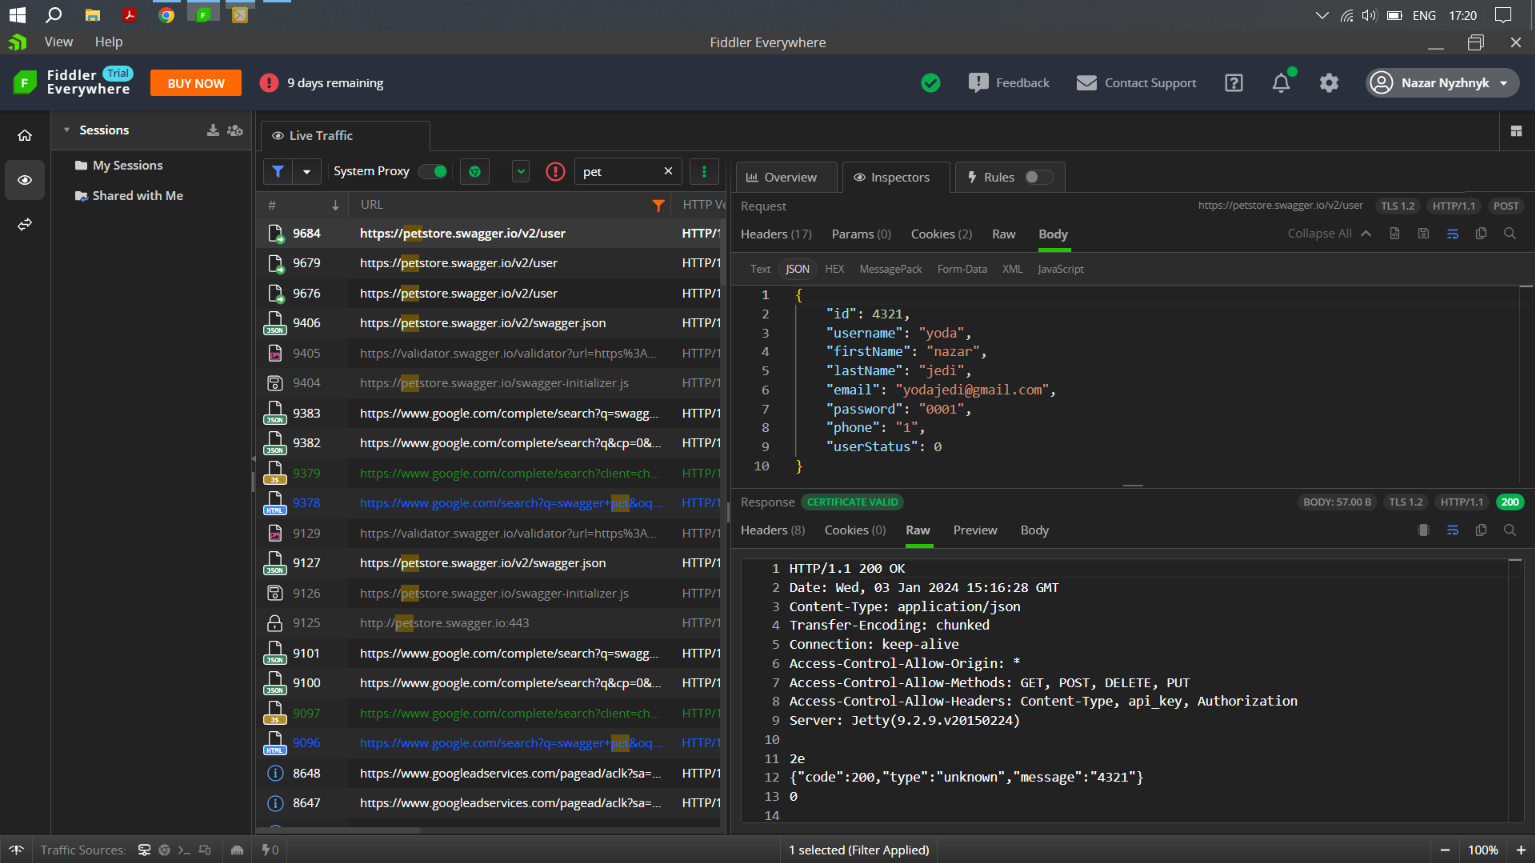 ENG 17:20
View Help Fiddler Everywhere
Fiddler Everywhere Trial BUY NOW 9 days remaining Feedback Contact Support Nazar Nyzhnyk
Sessions
My Sessions
Shared with Me
Live Traffic
System Proxy pet
# URL HTTP Ve
9684 https://petstore.swagger.io/v2/user HTTP/1
9679 https://petstore.swagger.io/v2/user HTTP/1
9676 https://petstore.swagger.io/v2/user HTTP/1
JSON 9406 https://petstore.swagger.io/v2/swagger.json HTTP/1
9405 https://validator.swagger.io/validator?url=https%3A... HTTP/1
9404 https://petstore.swagger.io/swagger-initializer.js HTTP/1
JSON 9383 https://www.google.com/complete/search?q=swagg... HTTP/1
JSON 9382 https://www.google.com/complete/search?q&cp=0&... HTTP/1
JS 9379 https://www.google.com/complete/search?client=ch... HTTP/1
HTML 9378 https://www.google.com/search?q=swagger+pet&oq... HTTP/1
9129 https://validator.swagger.io/validator?url=https%3A... HTTP/1
JSON 9127 https://petstore.swagger.io/v2/swagger.json HTTP/1
9126 https://petstore.swagger.io/swagger-initializer.js HTTP/1
9125 http://petstore.swagger.io:443 HTTP/1
JSON 9101 https://www.google.com/complete/search?q=swagg... HTTP/1
JSON 9100 https://www.google.com/complete/search?q&cp=0&... HTTP/1
JS 9097 https://www.google.com/complete/search?client=ch... HTTP/1
HTML 9096 https://www.google.com/search?q=swagger+pet&oq... HTTP/1
8648 https://www.googleadservices.com/pagead/aclk?sa=... HTTP/1
8647 https://www.googleadservices.com/pagead/aclk?sa=... HTTP/1
Overview Inspectors Rules
Request https://petstore.swagger.io/v2/user TLS 1.2 HTTP/1.1 POST
Headers (17) Params (0) Cookies (2) Raw Body Collapse All
Text JSON HEX MessagePack Form-Data XML JavaScript
1 {
2 "id": 4321,
3 "username": "yoda",
4 "firstName": "nazar",
5 "lastName": "jedi",
6 "email": "yodajedi@gmail.com",
7 "password": "0001",
8 "phone": "1",
9 "userStatus": 0
10 }
Response CERTIFICATE VALID BODY: 57.00 B TLS 1.2 HTTP/1.1 200
Headers (8) Cookies (0) Raw Preview Body
1 HTTP/1.1 200 OK
2 Date: Wed, 03 Jan 2024 15:16:28 GMT
3 Content-Type: application/json
4 Transfer-Encoding: chunked
5 Connection: keep-alive
6 Access-Control-Allow-Origin: *
7 Access-Control-Allow-Methods: GET, POST, DELETE, PUT
8 Access-Control-Allow-Headers: Content-Type, api_key, Authorization
9 Server: Jetty(9.2.9.v20150224)
10
11 2e
12 {"code":200,"type":"unknown","message":"4321"}
13 0
14
Traffic Sources: 0 1 selected (Filter Applied) 100%